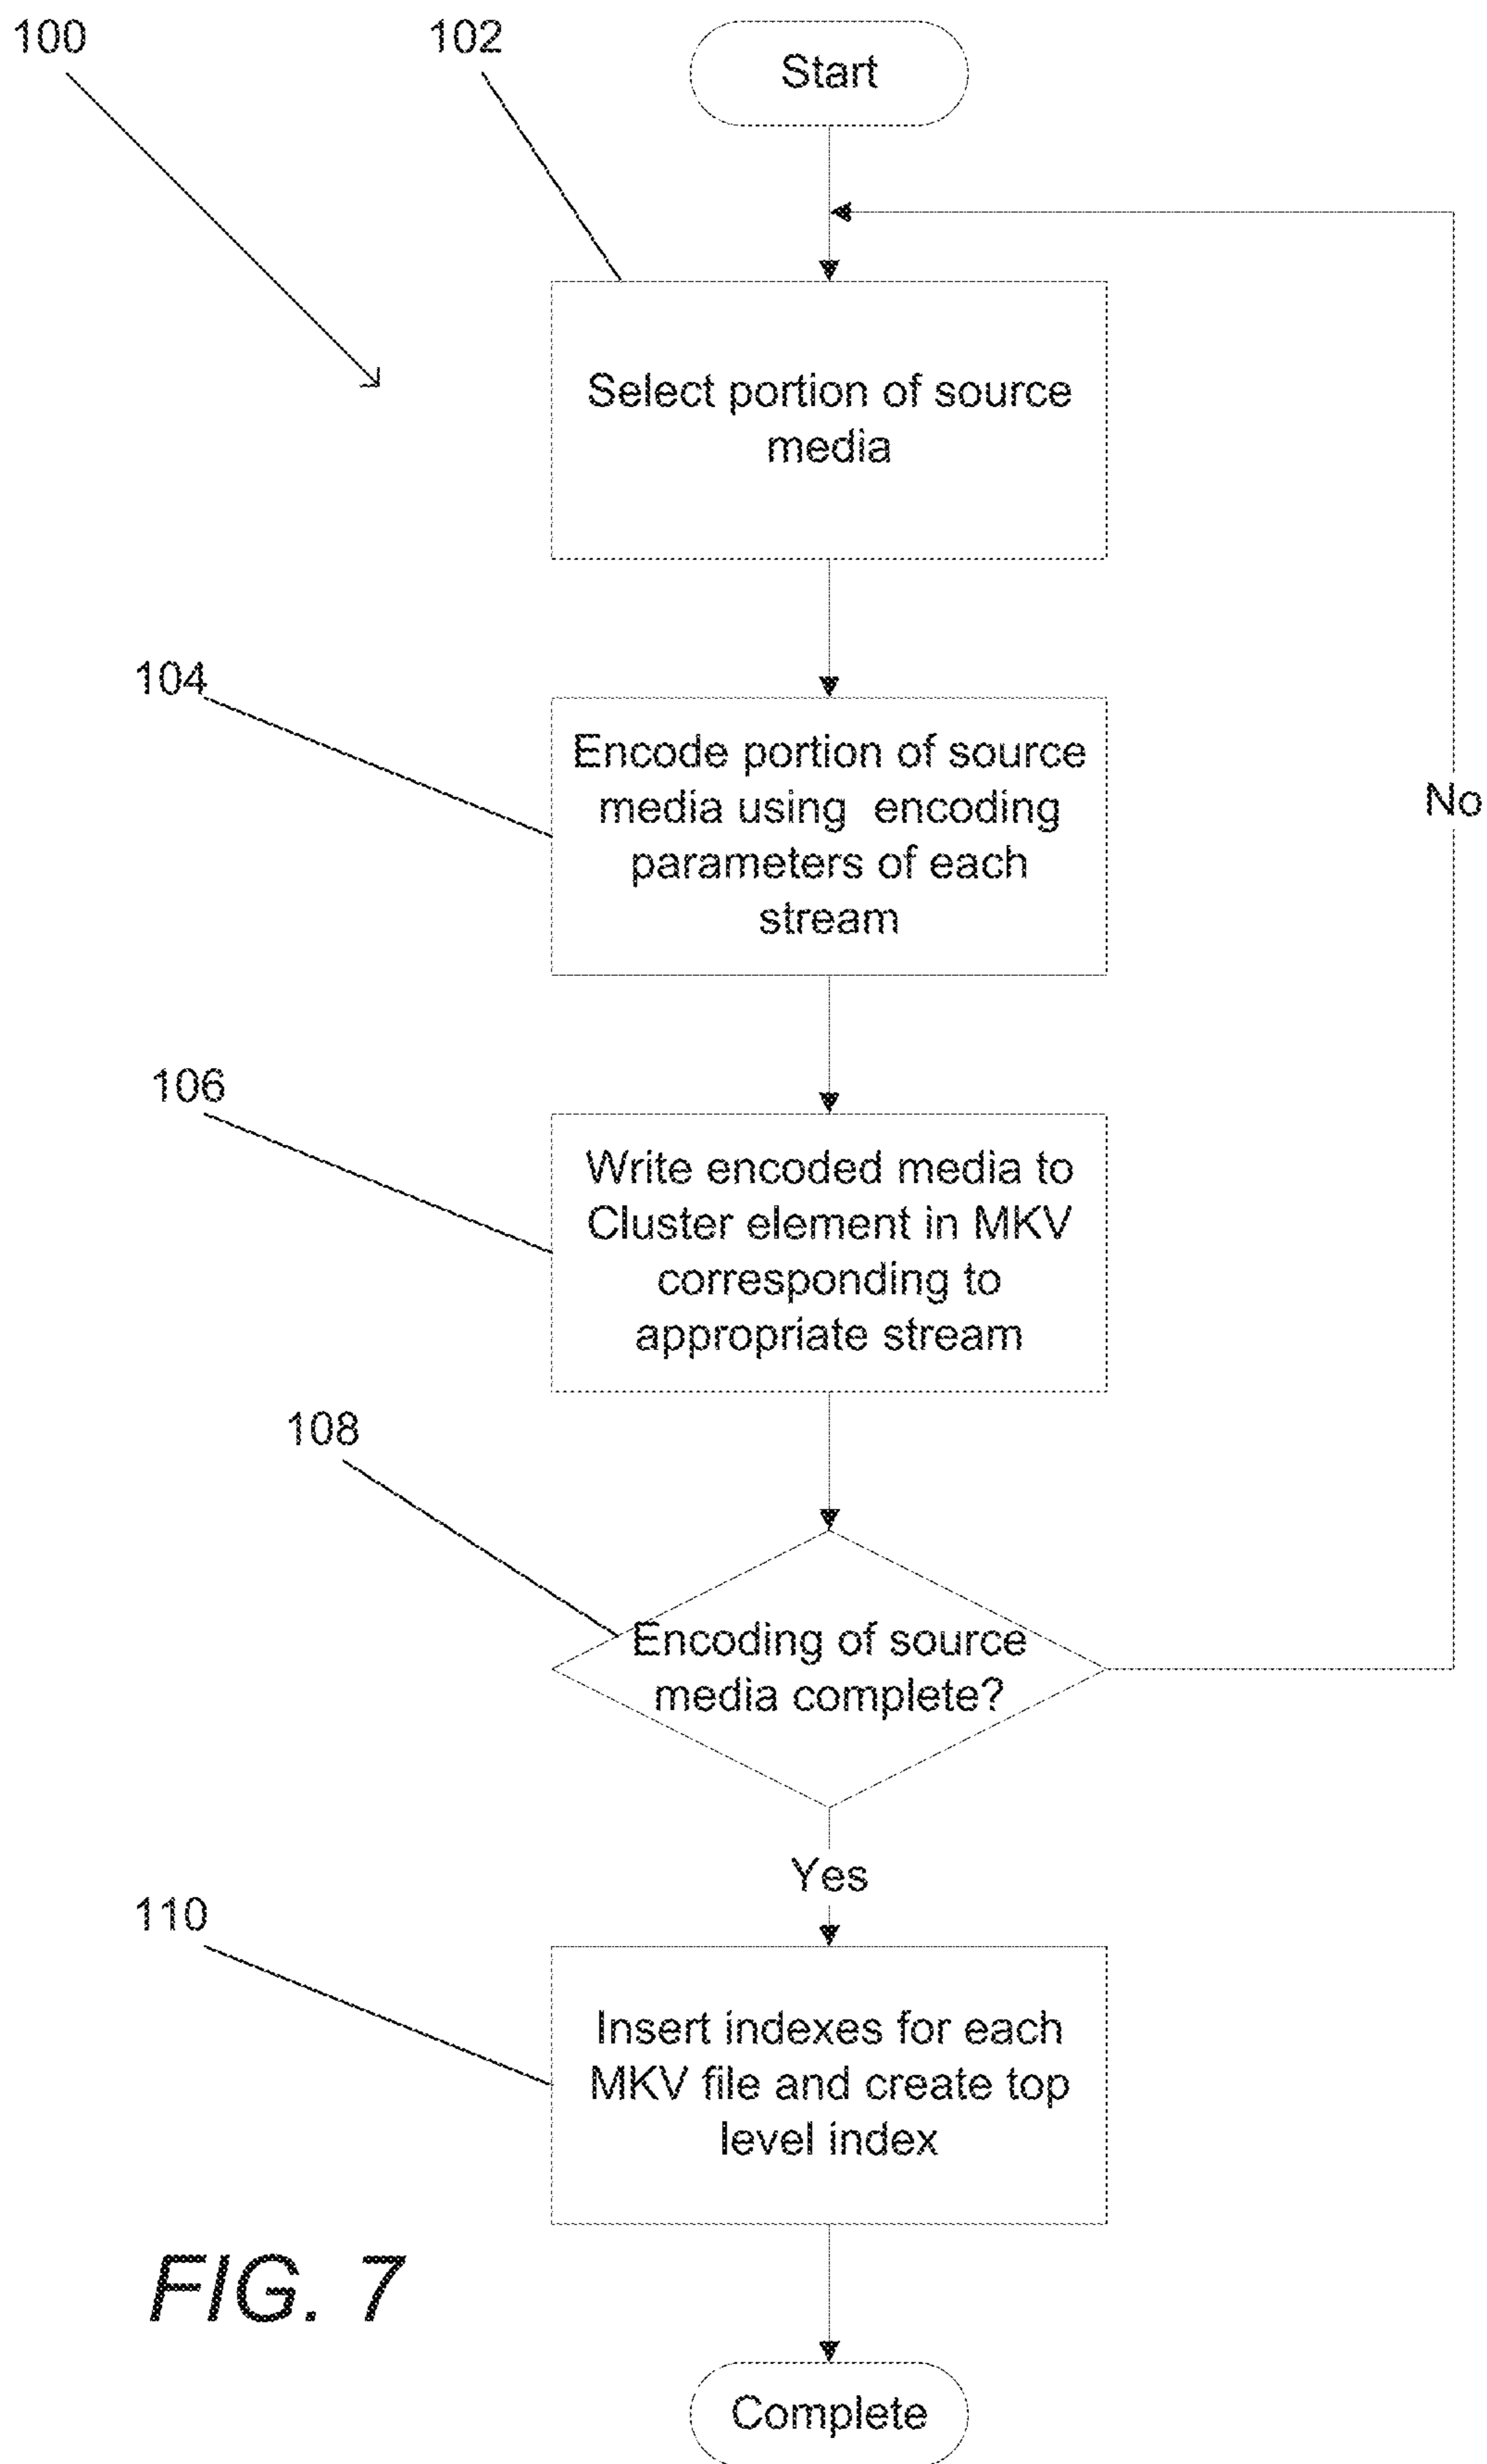 100
102
Start
Select portion of source
media
104
Encode portion of source
media using encoding
parameters of each
stream
No
106
Write encoded media to
Cluster element in MKV
corresponding to
appropriate stream
108
Encoding of source
media complete?
Yes
110
Insert indexes for each
MKV file and create top
level index
FIG. 7
Complete